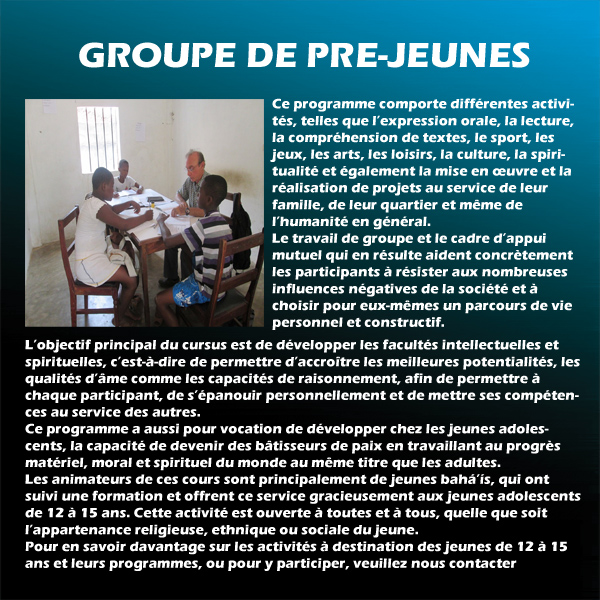 GROUPE DE PRE-JEUNES
Ce programme comporte différentes activi-
tés, telles que l'expression orale, la lecture,
la compréhension de textes, le sport, les
jeux, les arts, les loisirs, la culture, la spiri-
tualité et également la mise en œuvre et la
réalisation de projets au service de leur
famille, de leur quartier et même de
l'humanité en général.
Le travail de groupe et le cadre d'appui
mutuel qui en résulte aident concrètement
les participants à résister aux nombreuses
influences négatives de la société et à
choisir pour eux-mêmes un parcours de vie
personnel et constructif.
L'objectif principal du cursus est de développer les facultés intellectuelles et
spirituelles, c'est-à-dire de permettre d'accroître les meilleures potentialités, les
qualités d'âme comme les capacités de raisonnement, afin de permettre à
chaque participant, de s'épanouir personnellement et de mettre ses compéten-
ces au service des autres.
Ce programme a aussi pour vocation de développer chez les jeunes adoles-
cents, la capacité de devenir des bâtisseurs de paix en travaillant au progrès
matériel, moral et spirituel du monde au même titre que les adultes.
Les animateurs de ces cours sont principalement de jeunes bahá'ís, qui ont
suivi une formation et offrent ce service gracieusement aux jeunes adolescents
de 12 à 15 ans. Cette activité est ouverte à toutes et à tous, quelle que soit
l'appartenance religieuse, ethnique ou sociale du jeune.
Pour en savoir davantage sur les activités à destination des jeunes de 12 à 15
ans et leurs programmes, ou pour y participer, veuillez nous contacter